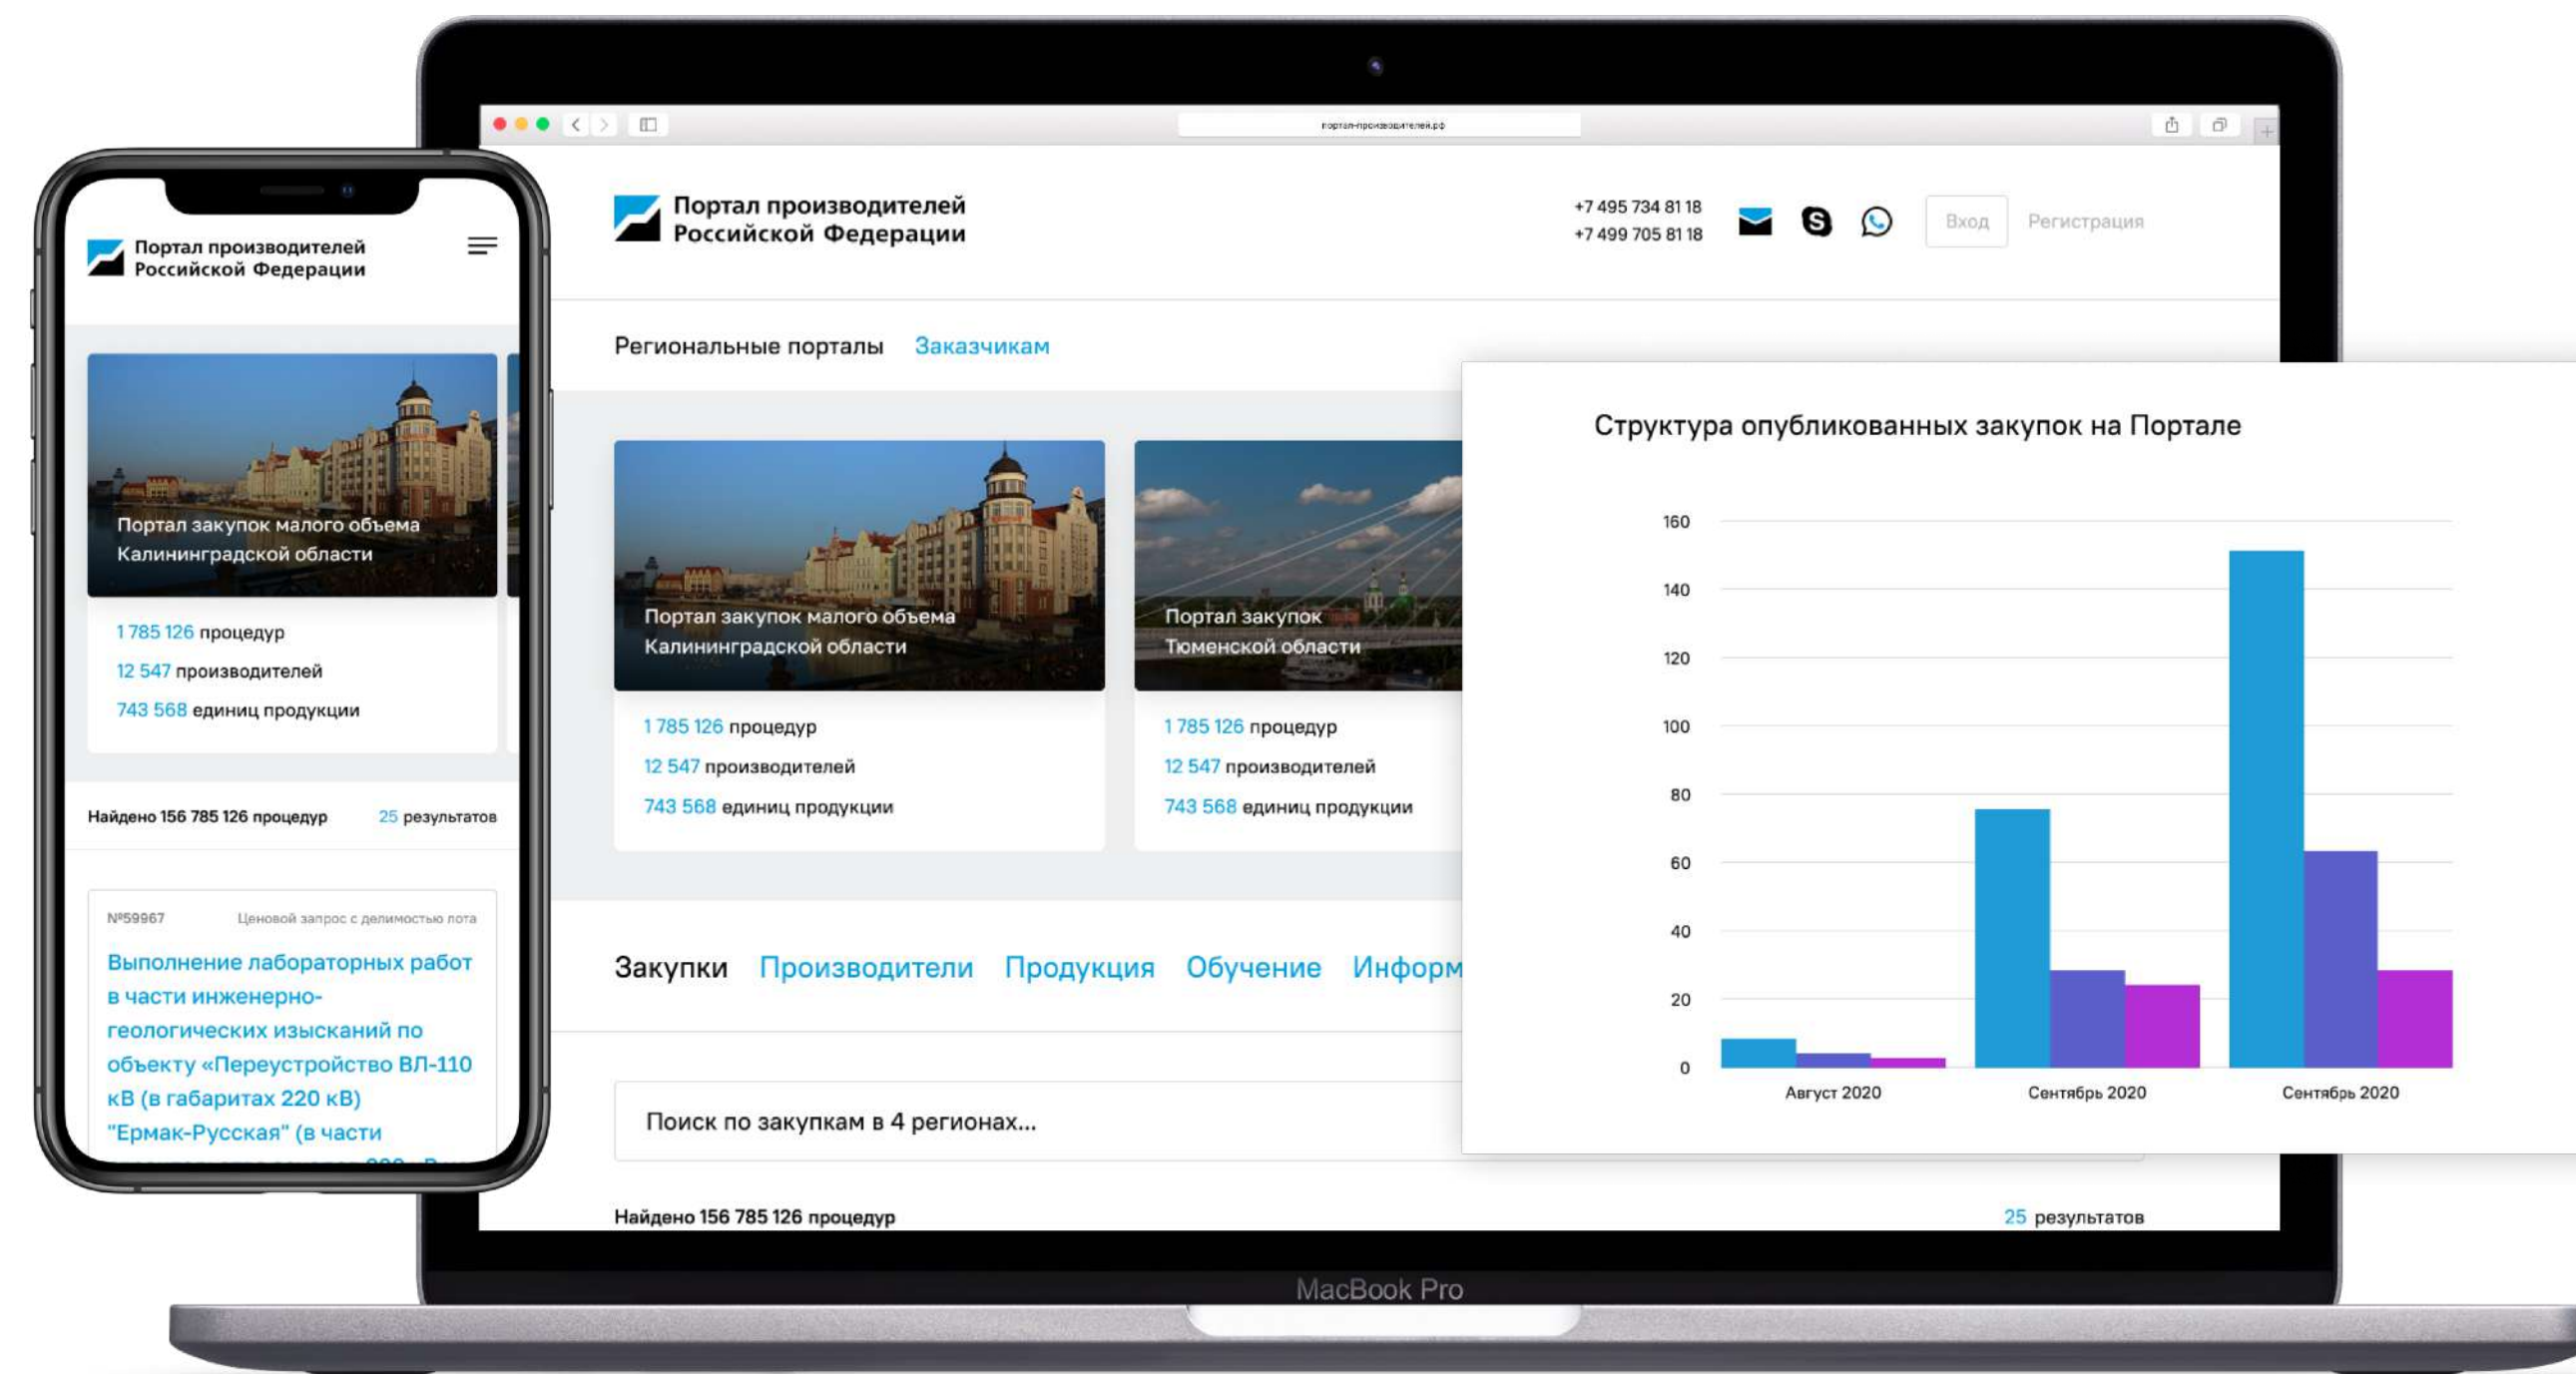 Портал производителей
Российской Федерации
Портал закупок малого объема
Калининградской области
1 785 126 процедур
12 547 производителей
743 568 единиц продукции
Найдено 156 785 126 процедур
25 результатов
№59967
Ценовой запрос с делимостью лота
Выполнение лабораторных работ
в части инженерно-
геологических изысканий по
объекту «Переустройство ВЛ-110
кВ (в габаритах 220 кВ)
"Ермак-Русская" (в части
портал-производителей.рф
Портал производителей
Российской Федерации
+7 495 734 81 18
+7 499 705 81 18
Вход
Регистрация
Региональные порталы Заказчикам
Портал закупок малого объема
Калининградской области
1 785 126 процедур
12 547 производителей
743 568 единиц продукции
Портал закупок
Тюменской области
1 785 126 процедур
12 547 производителей
743 568 единиц продукции
Закупки Производители Продукция Обучение Информ
Поиск по закупкам в 4 регионах...
Найдено 156 785 126 процедур
25 результатов
Структура опубликованных закупок на Портале
160
140
120
100
80
60
40
20
0
Август 2020
Сентябрь 2020
Сентябрь 2020
MacBook Pro